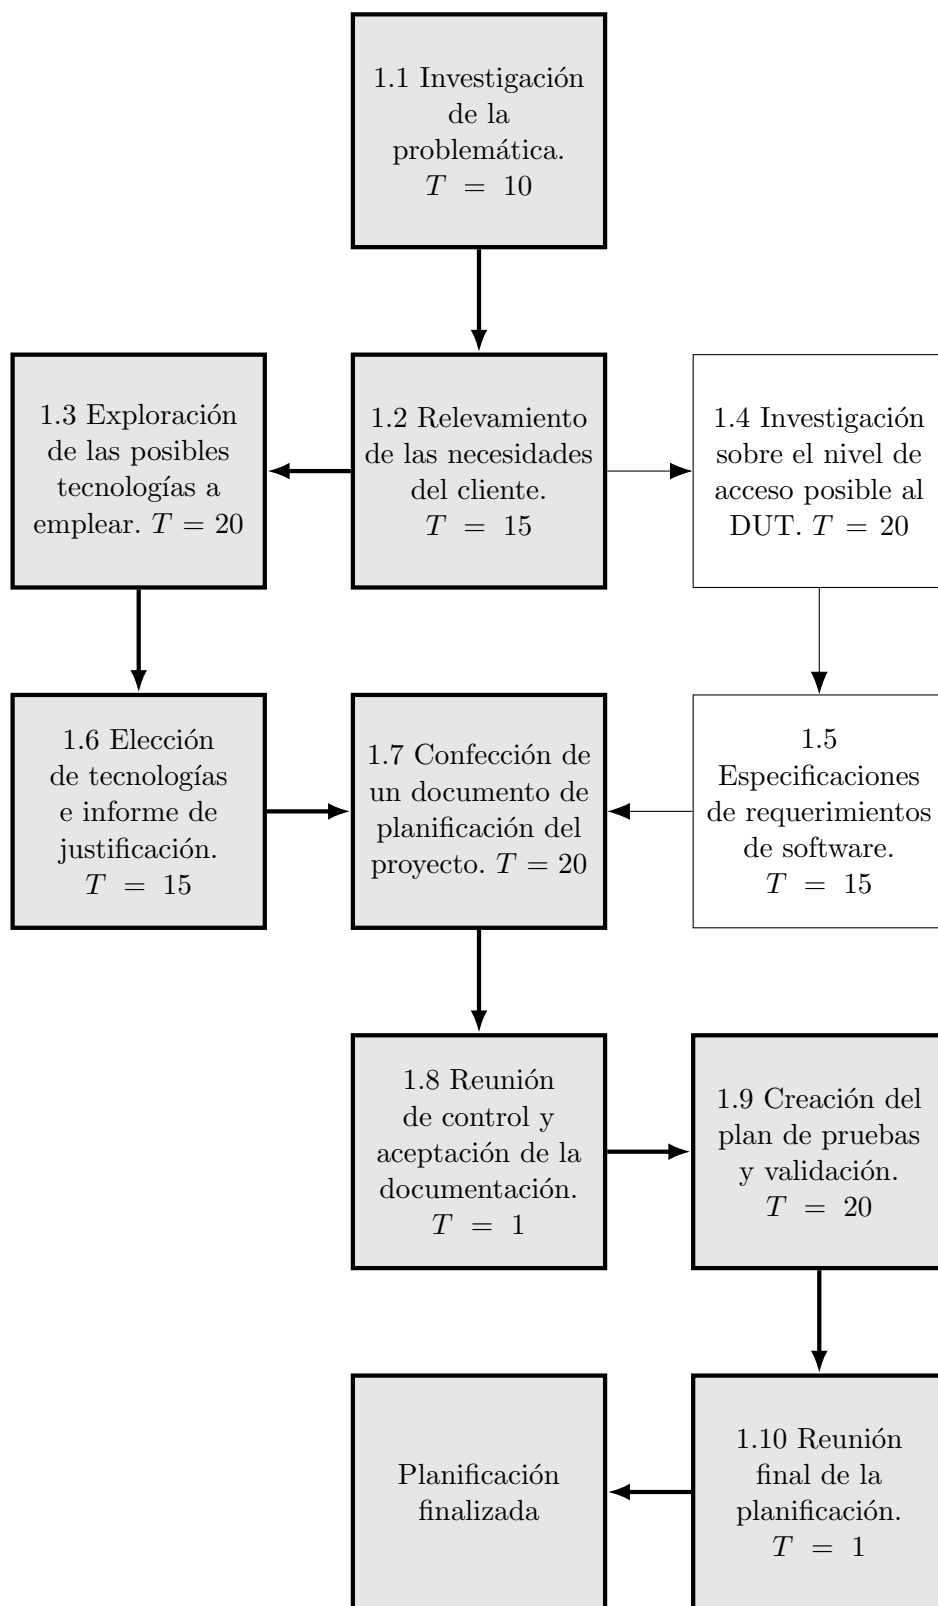 1.1 Investigación
de la
problemática.
T = 10
1.3 Exploración
de las posibles
tecnologías a
emplear. T = 20
1.2 Relevamiento
de las necesidades
del cliente.
T = 15
1.4 Investigación
sobre el nivel de
acceso posible al
DUT. T = 20
1.6 Elección
de tecnologías
e informe de
justificación.
T = 15
1.7 Confección de
un documento de
planificación del
proyecto. T = 20
1.5
Especificaciones
de requerimientos
de software.
T = 15
1.8 Reunión
de control y
aceptación de la
documentación.
T = 1
1.9 Creación del
plan de pruebas
y validación.
T = 20
Planificación
finalizada
1.10 Reunión
final de la
planificación.
T = 1